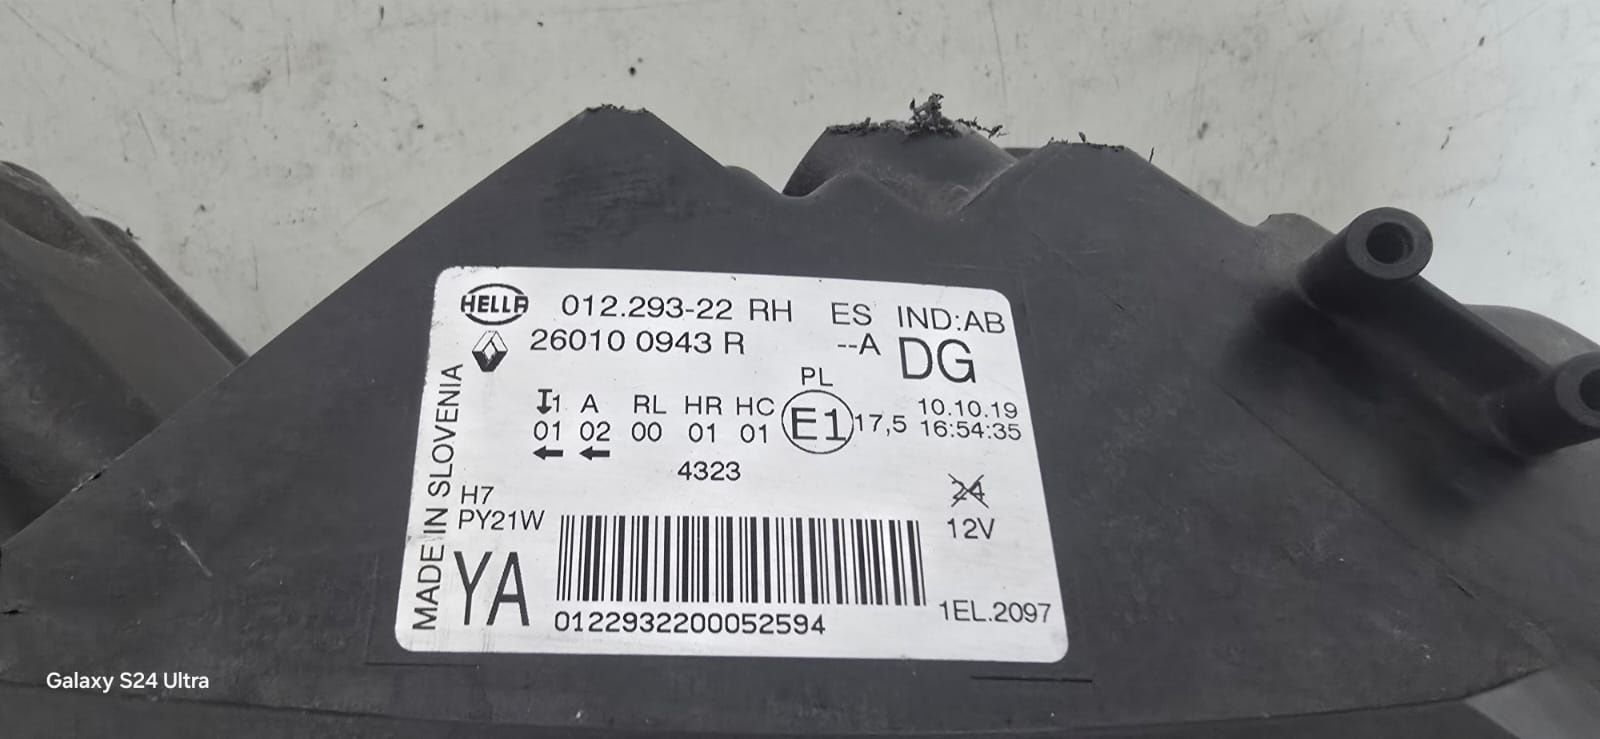 HELLA 012.293-22 RH ES IND:AB
26010 0943 R --A DG
MADE IN SLOVENIA
PL
1 A RL HR HC E1 17,5 10.10.19
01 02 00 01 01 16:54:35
4323
24
H7
PY21W 12V
YA
0122932200052594 1EL.2097
Galaxy S24 Ultra